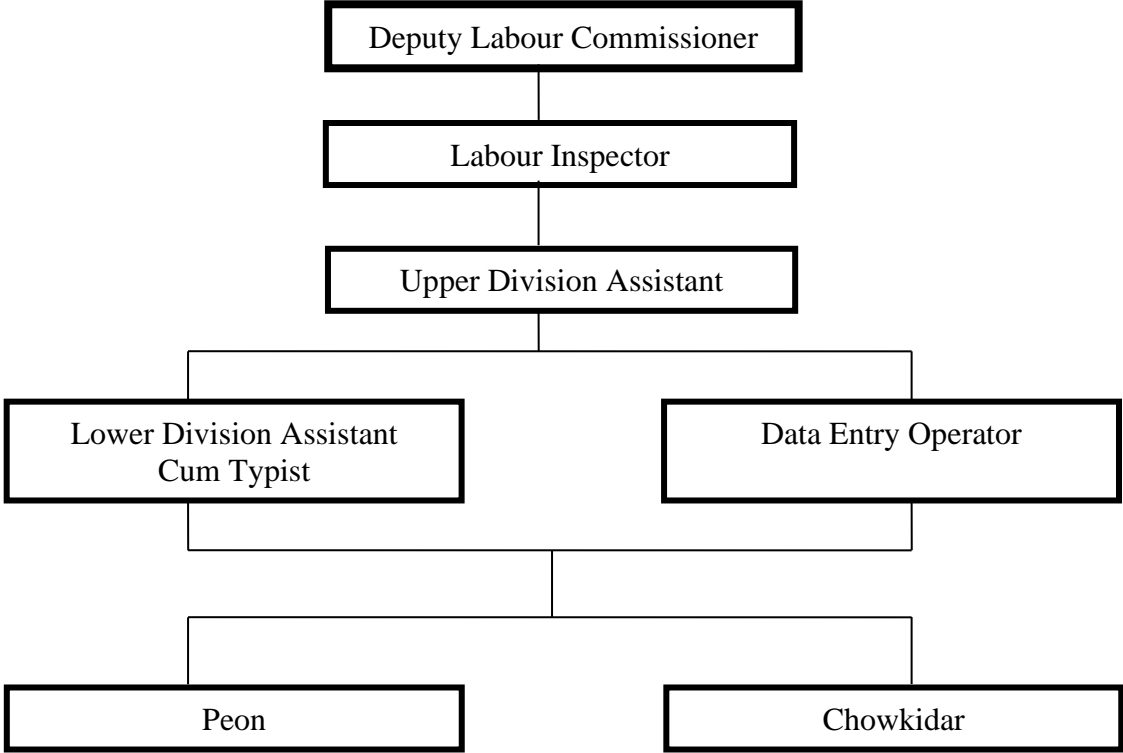 Deputy Labour Commissioner
Labour Inspector
Upper Division Assistant
Lower Division Assistant
Cum Typist
Data Entry Operator
Peon
Chowkidar